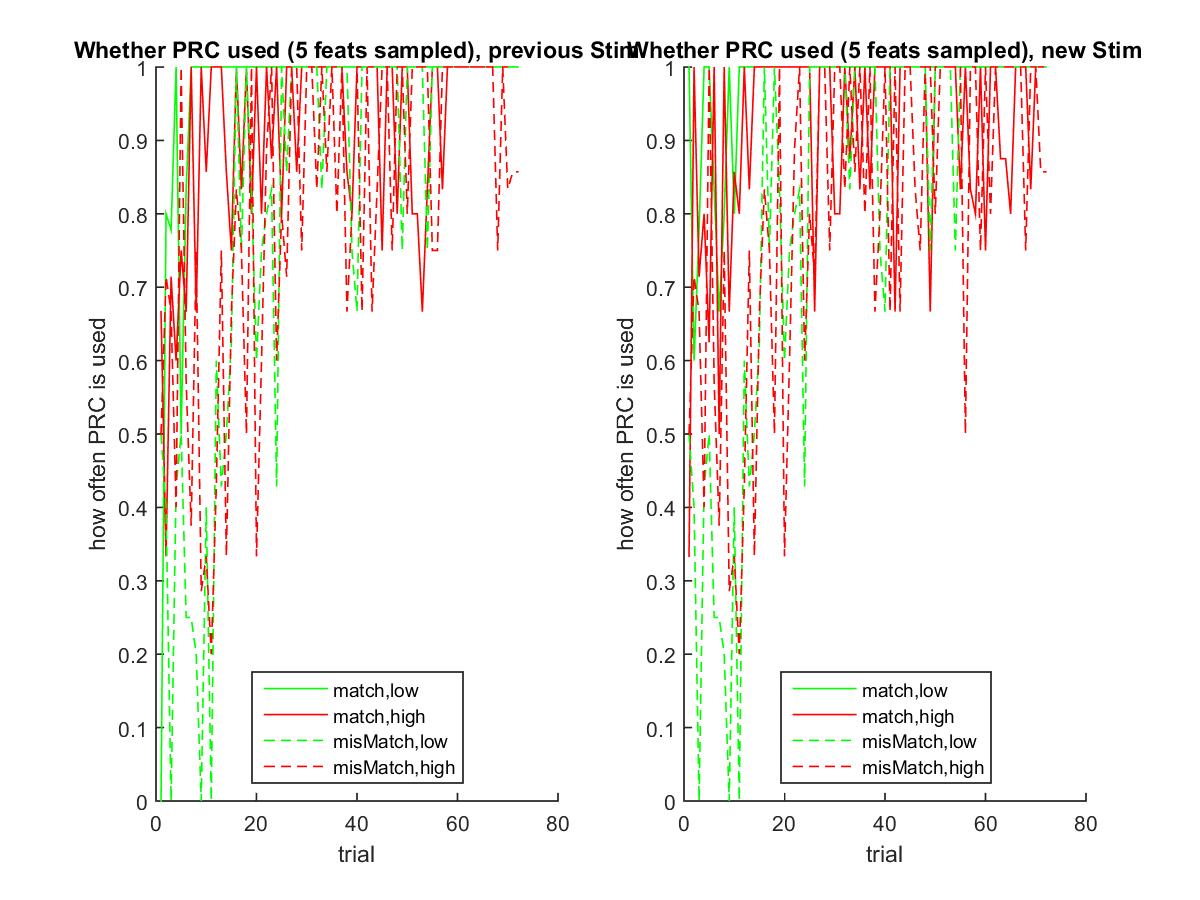 Whether PRC used (5 feats sampled), previous Stim
Whether PRC used (5 feats sampled), new Stim
1
0.9
0.8
0.7
0.6
0.5
0.4
0.3
0.2
0.1
0
how often PRC is used
match,low
match,high
misMatch,low
misMatch,high
0 20 40 60 80
trial
1
0.9
0.8
0.7
0.6
0.5
0.4
0.3
0.2
0.1
0
how often PRC is used
match,low
match,high
misMatch,low
misMatch,high
0 20 40 60 80
trial